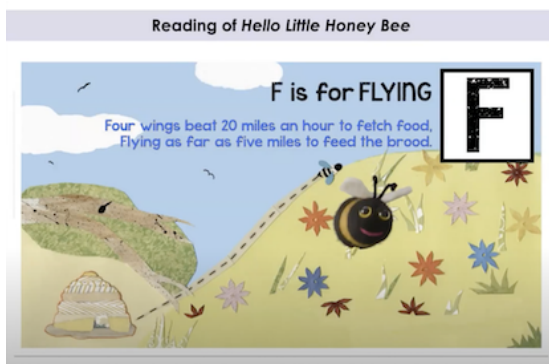 Reading of Hello Little Honey Bee
F is for FLYING
F
Four wings beat 20 miles an hour to fetch food,
Flying as far as five miles to feed the brood.